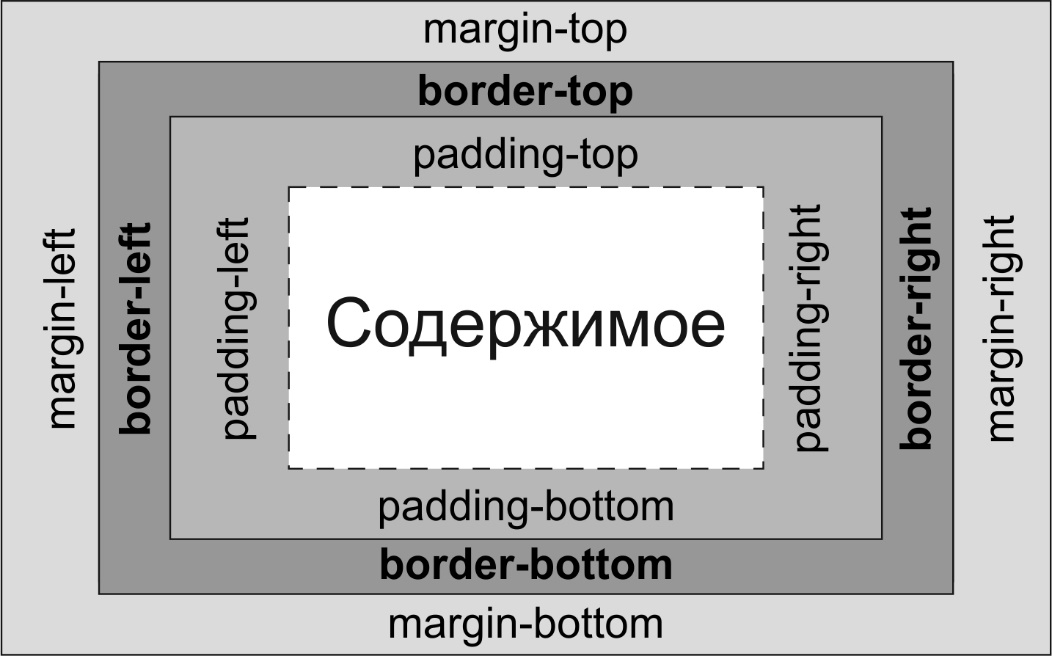 margin-top
border-top
padding-top
margin-left
border-left
padding-left
Содержимое
padding-right
border-right
margin-right
padding-bottom
border-bottom
margin-bottom